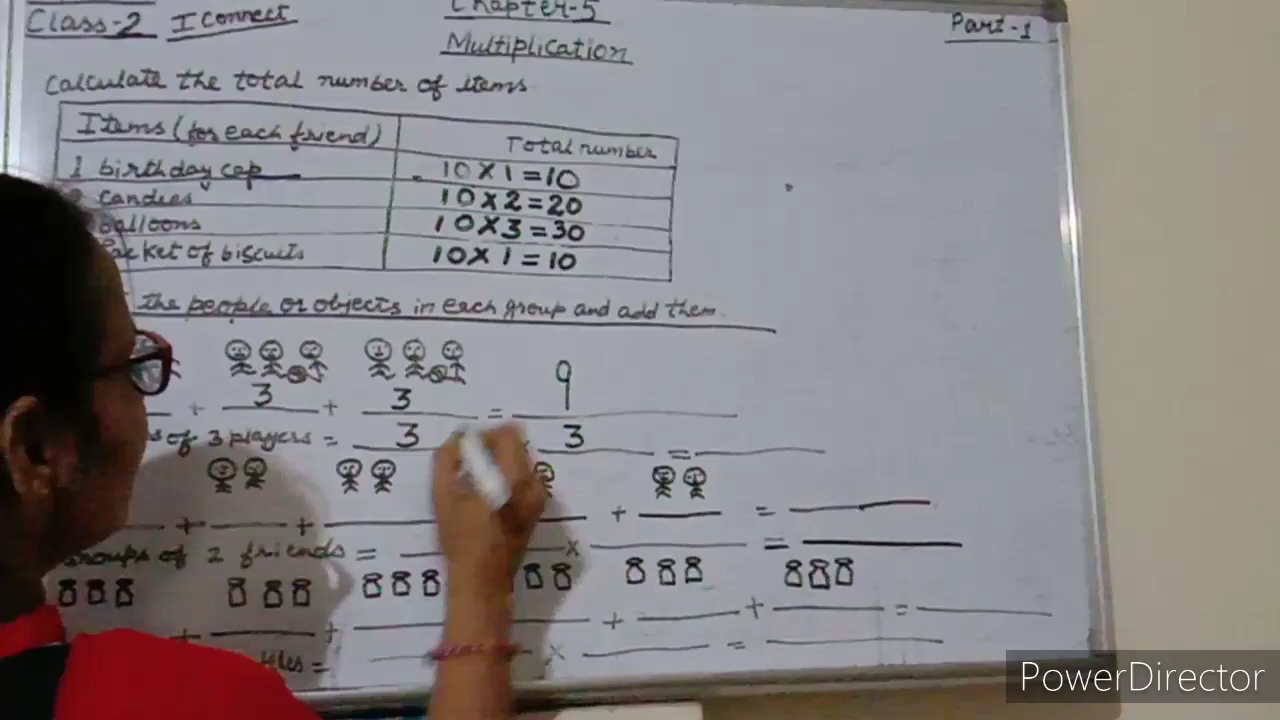 Class-2 I Connect
Chapter-5
Part-1
Multiplication
Calculate the total number of items
Items (for each friend) Total number
1 birthday cap 10 x 1 = 10
candies 10 x 2 = 20
balloons 10 x 3 = 30
packet of biscuits 10 x 1 = 10
the people or objects in each group and add them.
+ 3 + 3 = 9
of 3 players = 3 3 =
+ + + =
Groups of 2 friends = x =
+ + + + =
= x =
PowerDirector